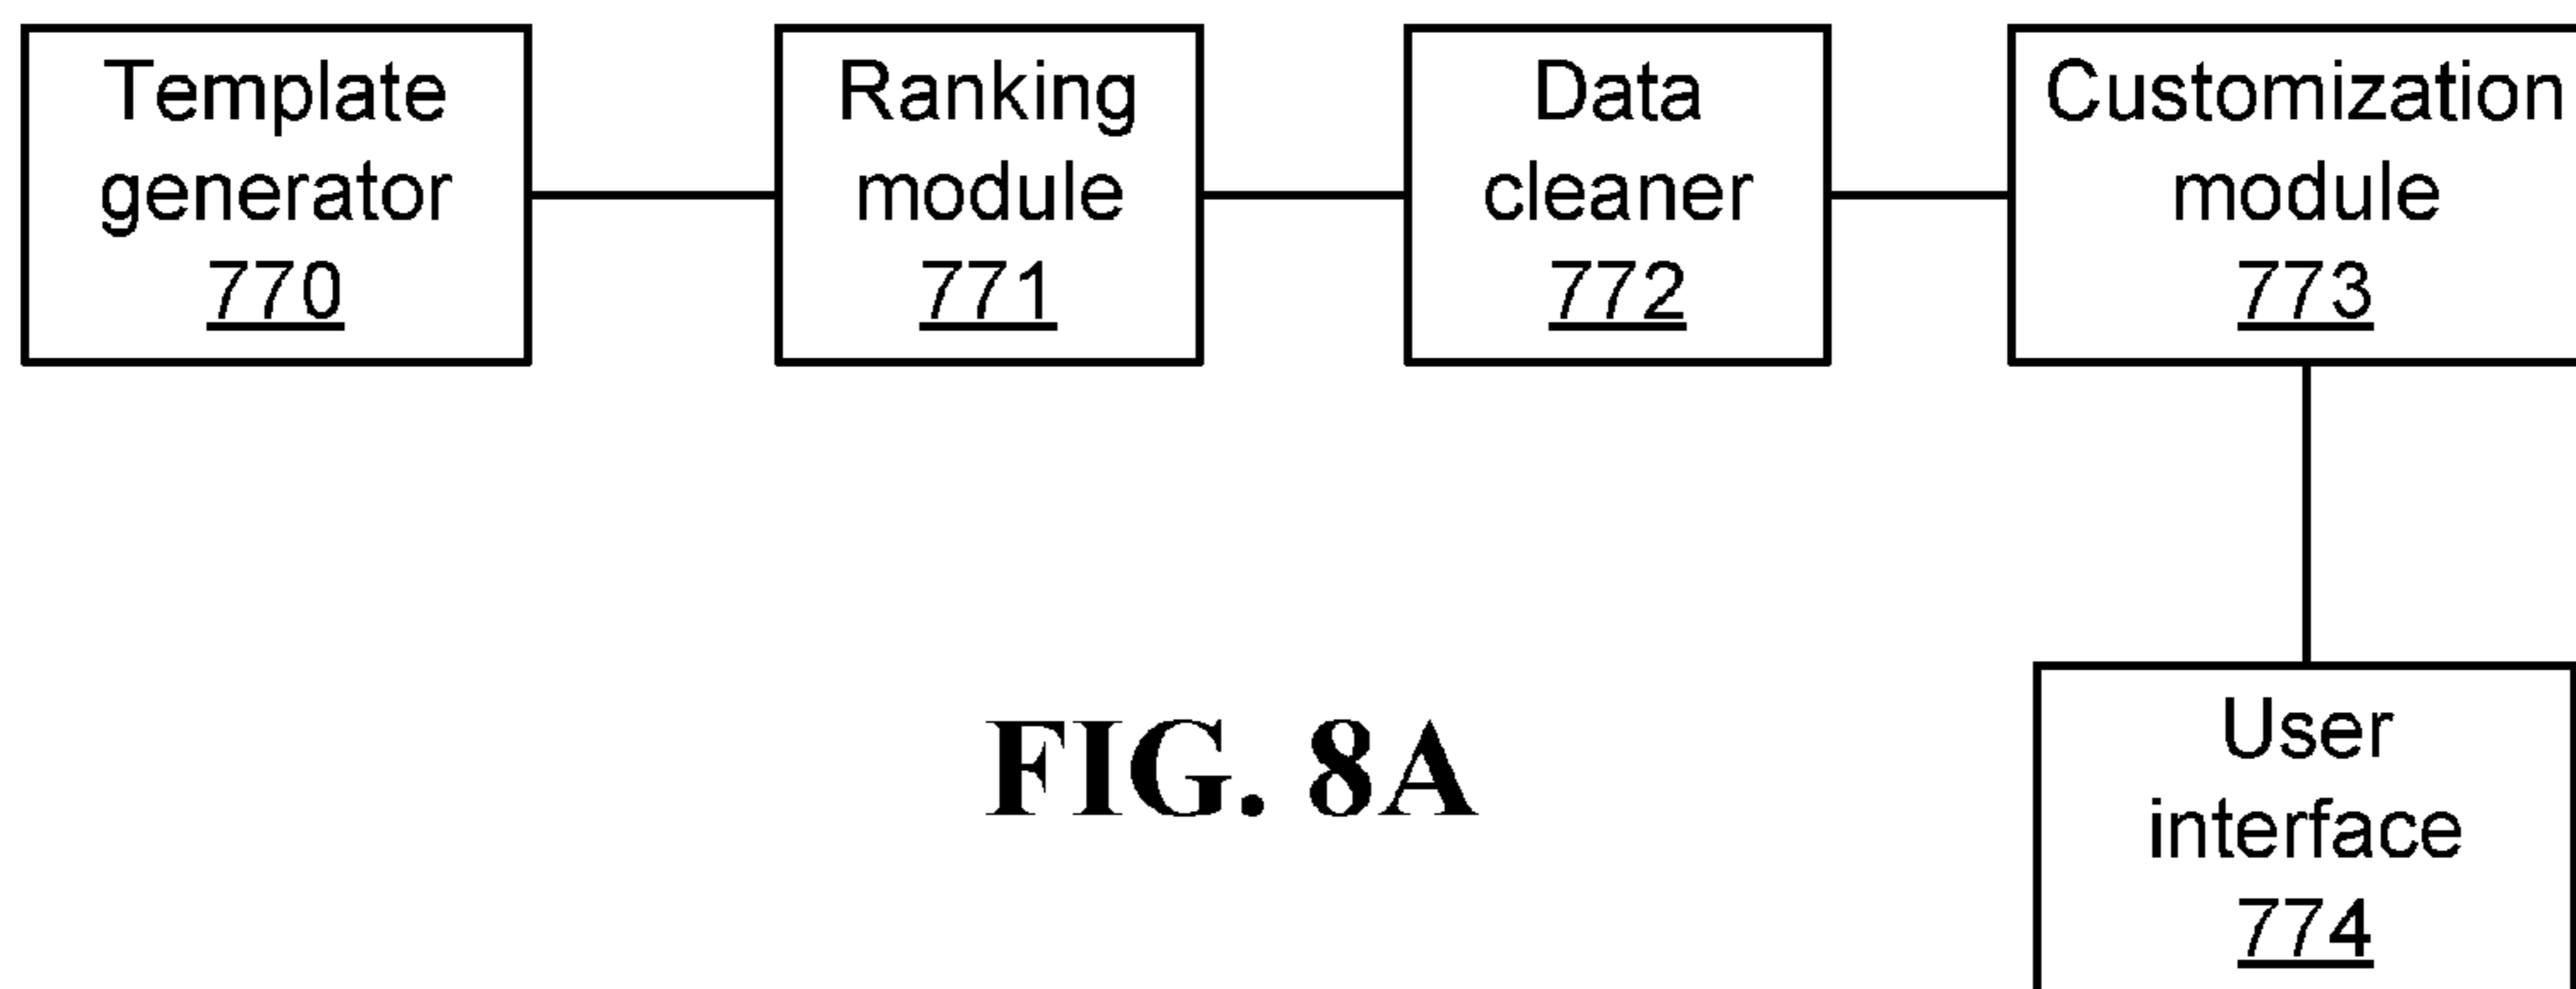 Template
generator
770
Ranking
module
771
Data
cleaner
772
Customization
module
773
User
interface
774
FIG. 8A